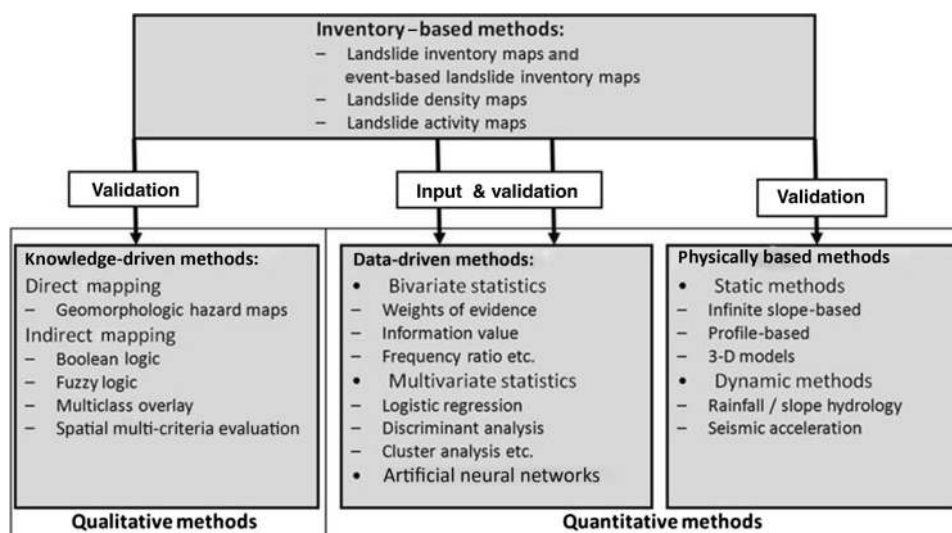 Inventory–based methods:
– Landslide inventory maps and
event-based landslide inventory maps
– Landslide density maps
– Landslide activity maps
Validation
Input & validation
Validation
Knowledge-driven methods:
Direct mapping
– Geomorphologic hazard maps
Indirect mapping
– Boolean logic
– Fuzzy logic
– Multiclass overlay
– Spatial multi-criteria evaluation
Qualitative methods
Data-driven methods:
• Bivariate statistics
– Weights of evidence
– Information value
– Frequency ratio etc.
• Multivariate statistics
– Logistic regression
– Discriminant analysis
– Cluster analysis etc.
• Artificial neural networks
Physically based methods
• Static methods
– Infinite slope-based
– Profile-based
– 3-D models
• Dynamic methods
– Rainfall / slope hydrology
– Seismic acceleration
Quantitative methods